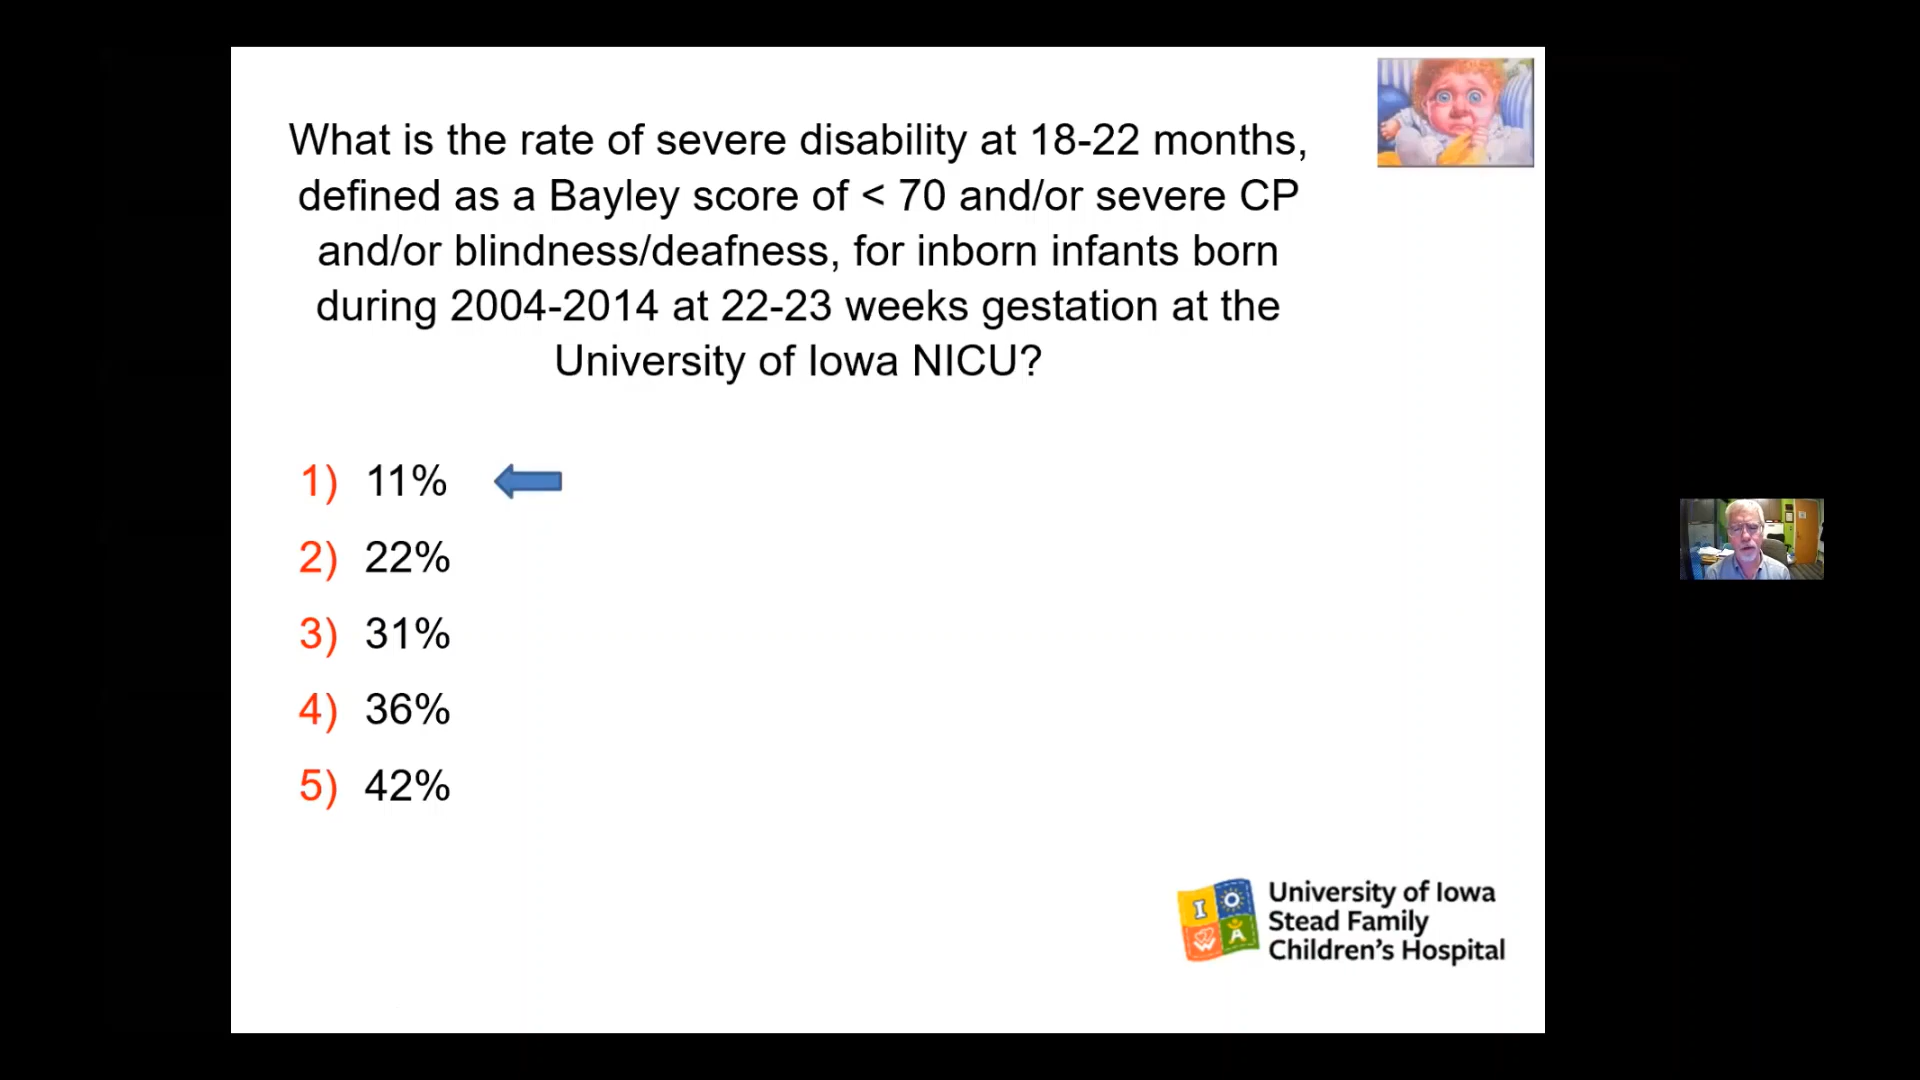 What is the rate of severe disability at 18-22 months,
defined as a Bayley score of < 70 and/or severe CP
and/or blindness/deafness, for inborn infants born
during 2004-2014 at 22-23 weeks gestation at the
University of Iowa NICU?
1) 11%
2) 22%
3) 31%
4) 36%
5) 42%
I O
W A
University of Iowa
Stead Family
Children's Hospital